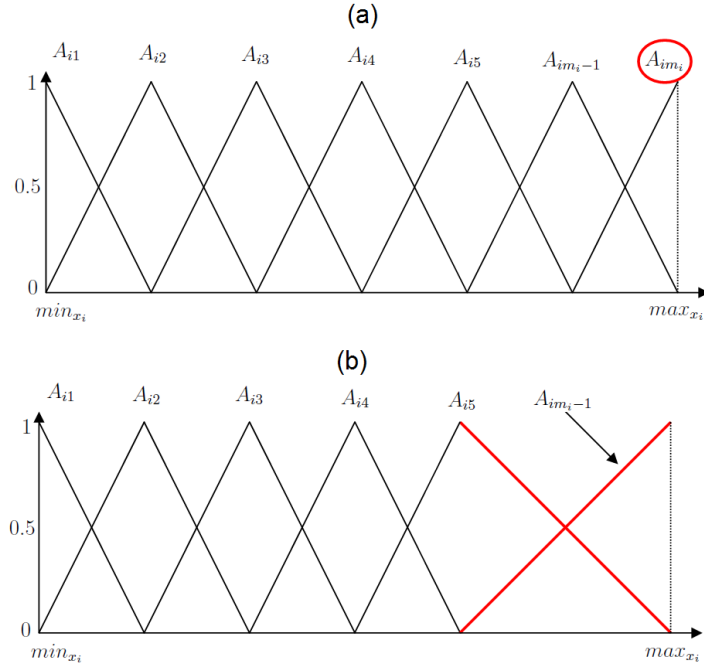 (a)
A_{i1} A_{i2} A_{i3} A_{i4} A_{i5} A_{im_i-1} A_{im_i}
1
0.5
0
min_{x_i} max_{x_i}
(b)
A_{i1} A_{i2} A_{i3} A_{i4} A_{i5} A_{im_i-1}
1
0.5
0
min_{x_i} max_{x_i}